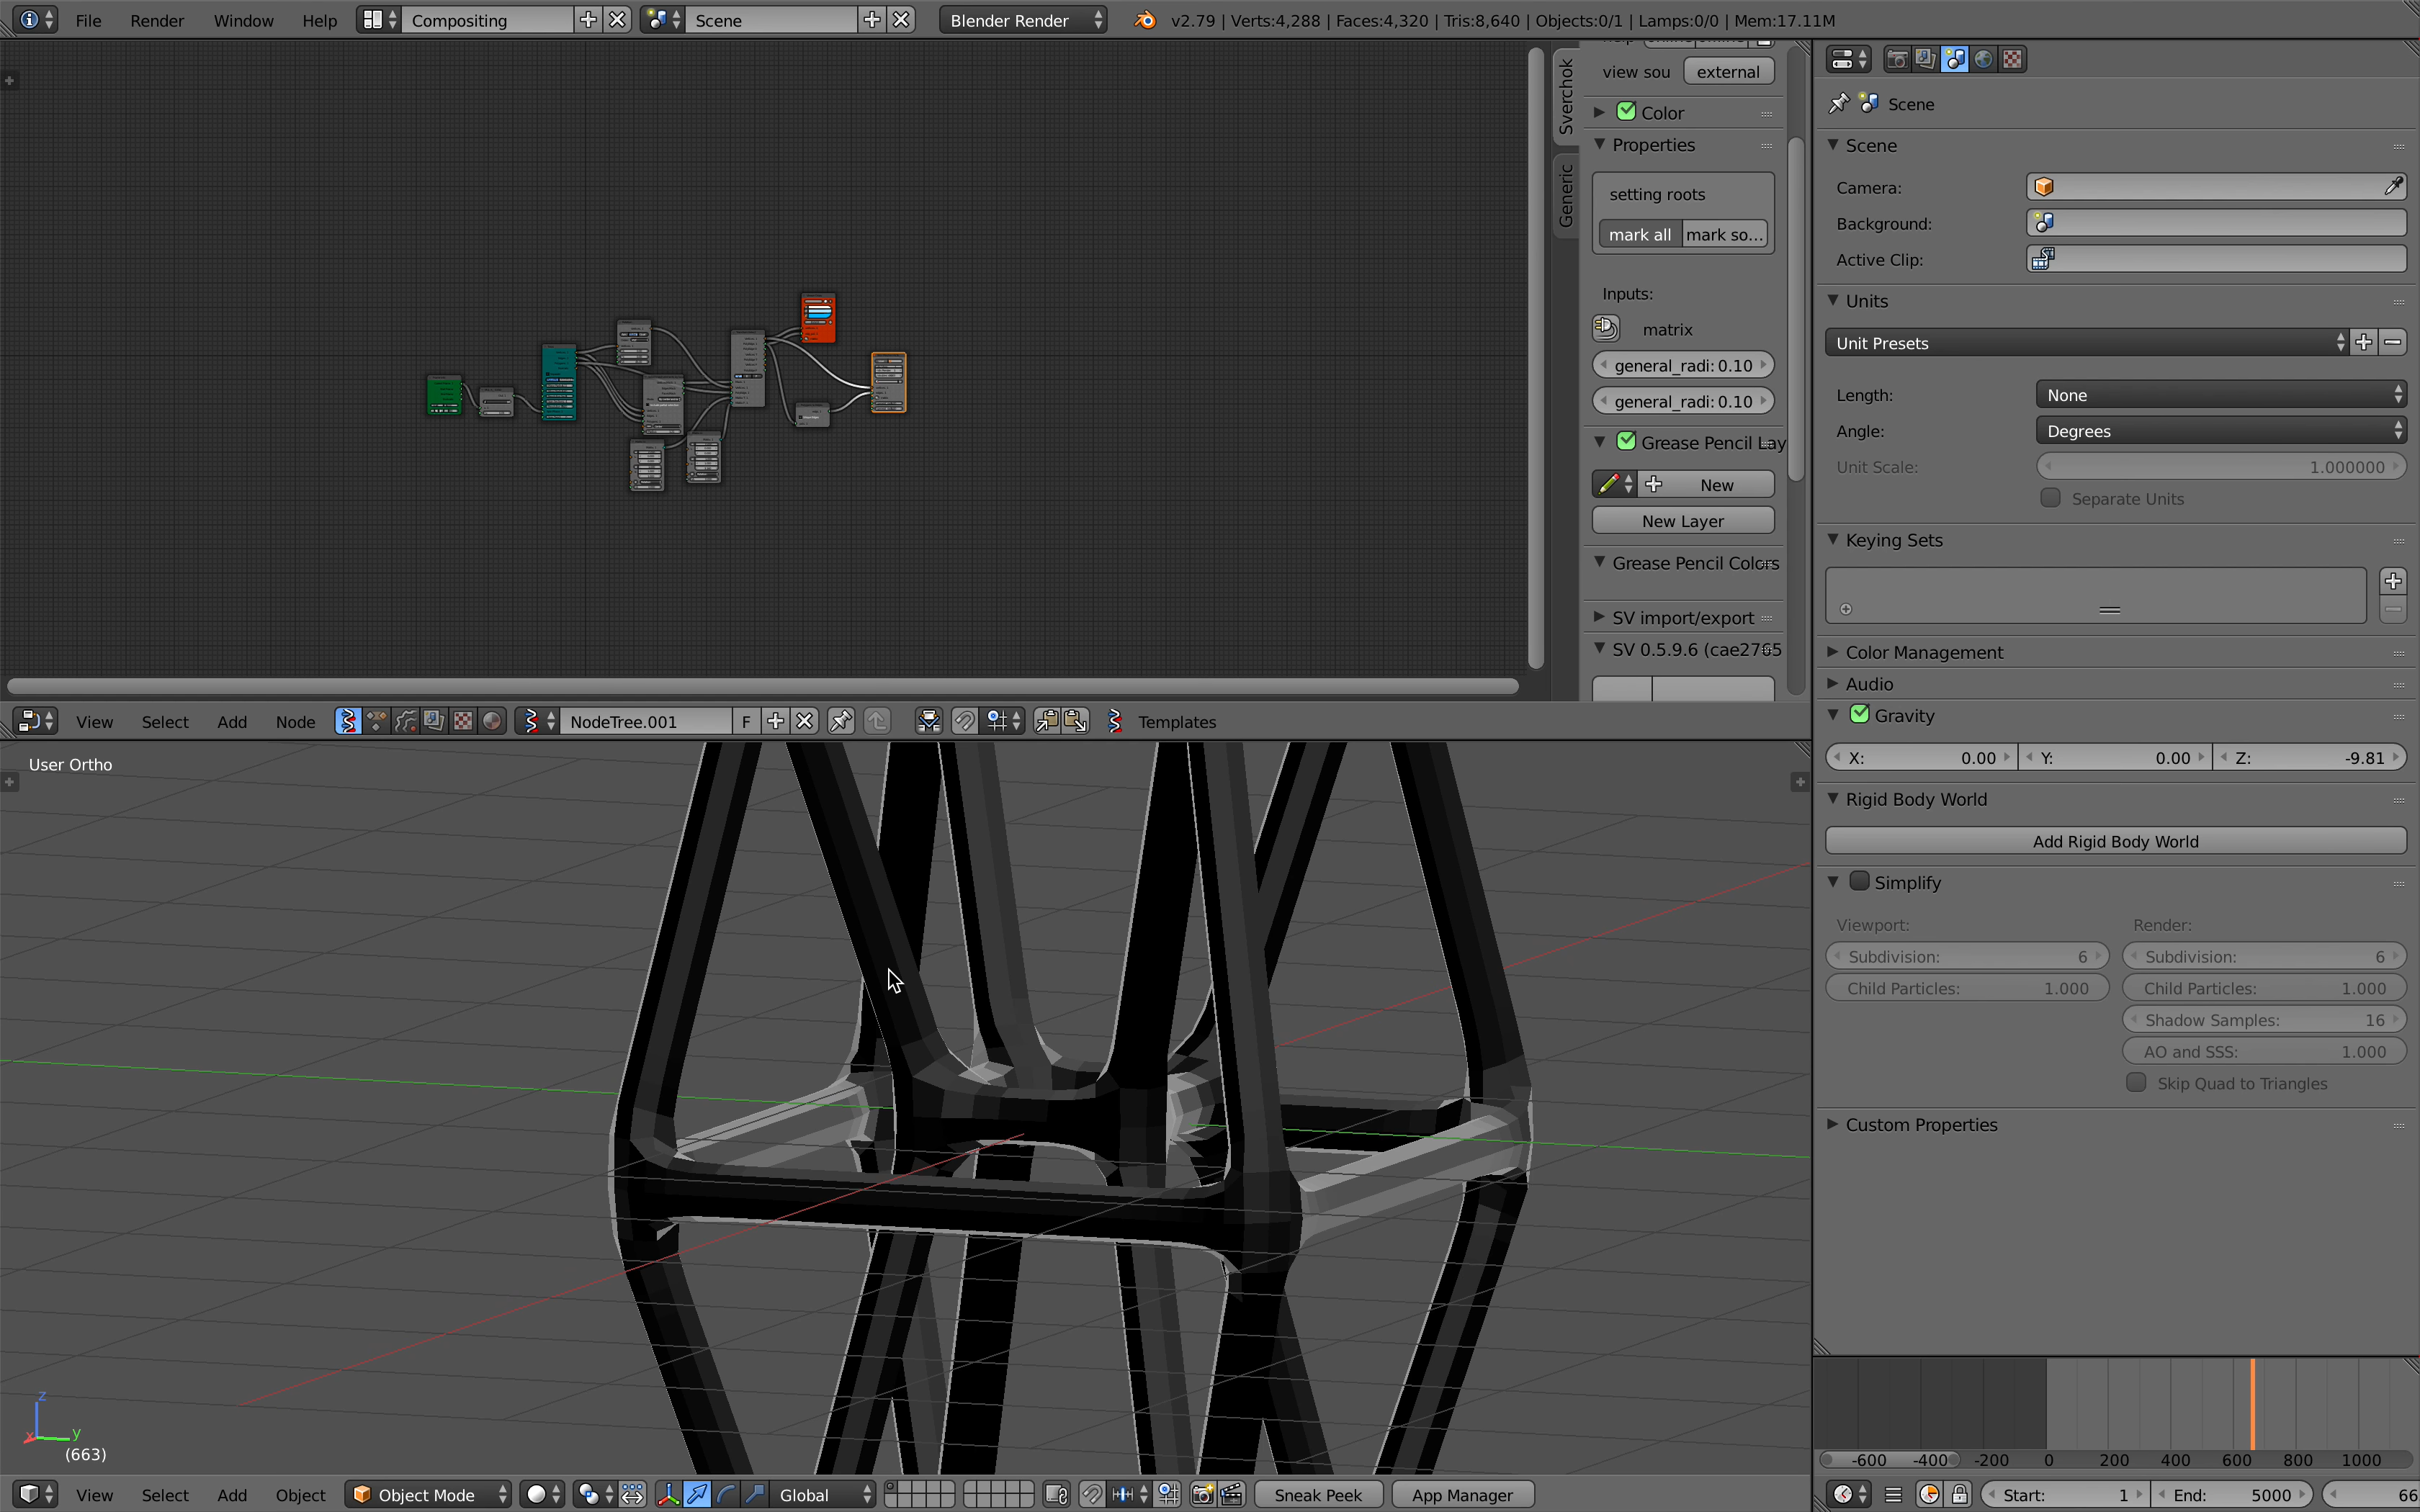 File Render Window Help Compositing Scene Blender Render v2.79 | Verts:4,288 | Faces:4,320 | Tris:8,640 | Objects:0/1 | Lamps:0/0 | Mem:17.11M
view sou external
Color
Properties
setting roots
mark all mark so...
Inputs:
matrix
general_radi: 0.10
general_radi: 0.10
Grease Pencil Lay
New
New Layer
Grease Pencil Colors
SV import/export
SV 0.5.9.6 (cae2765
Sverchok
Generic
Scene
Scene
Camera:
Background:
Active Clip:
Units
Unit Presets
Length: None
Angle: Degrees
Unit Scale: 1.000000
Separate Units
Keying Sets
Color Management
Audio
Gravity
X: 0.00 Y: 0.00 Z: -9.81
Rigid Body World
Add Rigid Body World
Simplify
Viewport: Render:
Subdivision: 6 Subdivision: 6
Child Particles: 1.000 Child Particles: 1.000
Shadow Samples: 16
AO and SSS: 1.000
Skip Quad to Triangles
Custom Properties
View Select Add Node NodeTree.001 F Templates
User Ortho
z
x y
(663)
-600 -400 -200 0 200 400 600 800 1000
View Select Add Object Object Mode Global Sneak Peek App Manager
Start: 1 End: 5000 66